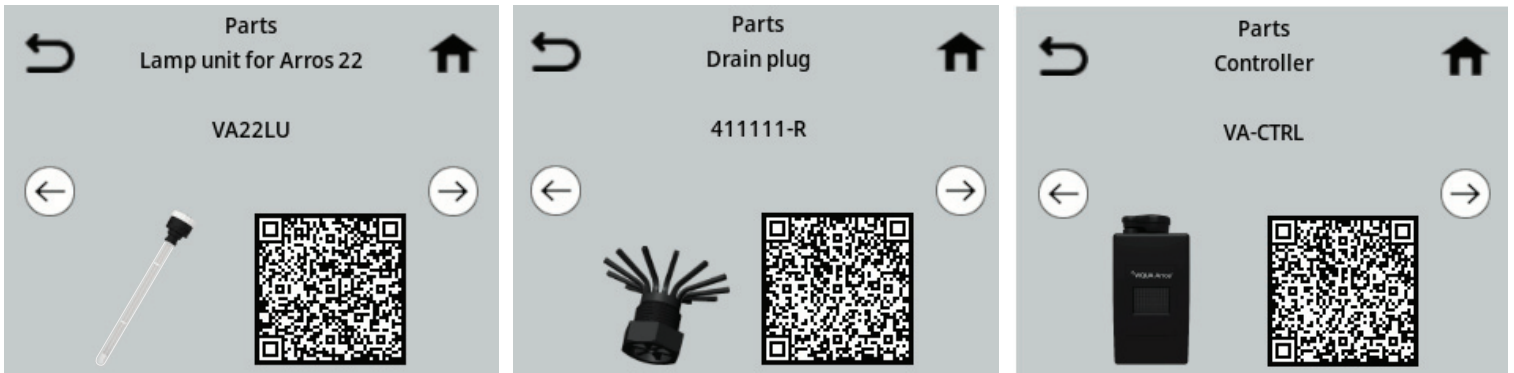 Parts
Lamp unit for Arros 22
VA22LU
Parts
Drain plug
411111-R
Parts
Controller
VA-CTRL
VIQUA Arros